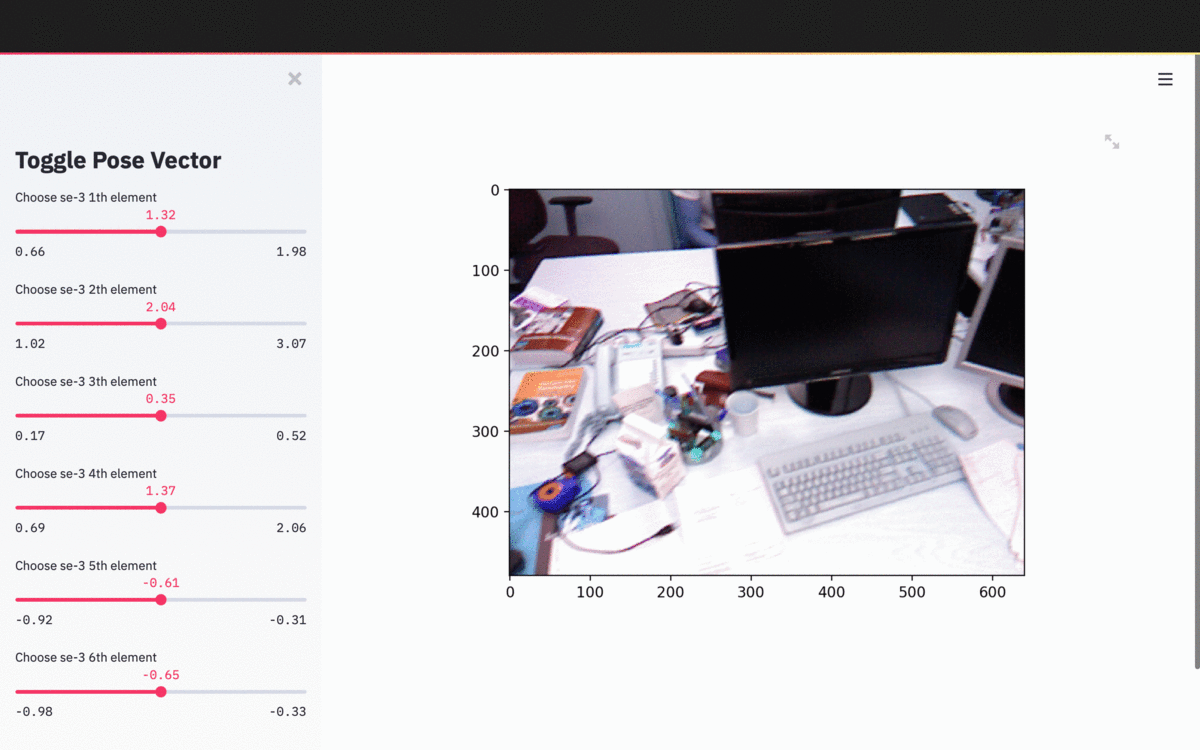 Toggle Pose Vector
Choose se-3 1th element
1.32
0.66 1.98
Choose se-3 2th element
2.04
1.02 3.07
Choose se-3 3th element
0.35
0.17 0.52
Choose se-3 4th element
1.37
0.69 2.06
Choose se-3 5th element
-0.61
-0.92 -0.31
Choose se-3 6th element
-0.65
-0.98 -0.33
0
100
200
300
400
0 100 200 300 400 500 600